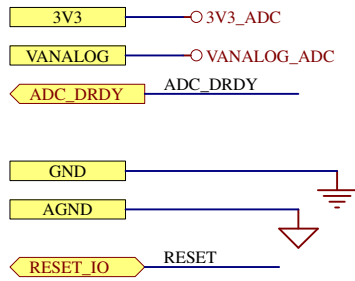 3V3 3V3_ADC
VANALOG VANALOG_ADC
ADC_DRDY ADC_DRDY
GND
AGND
RESET_IO RESET